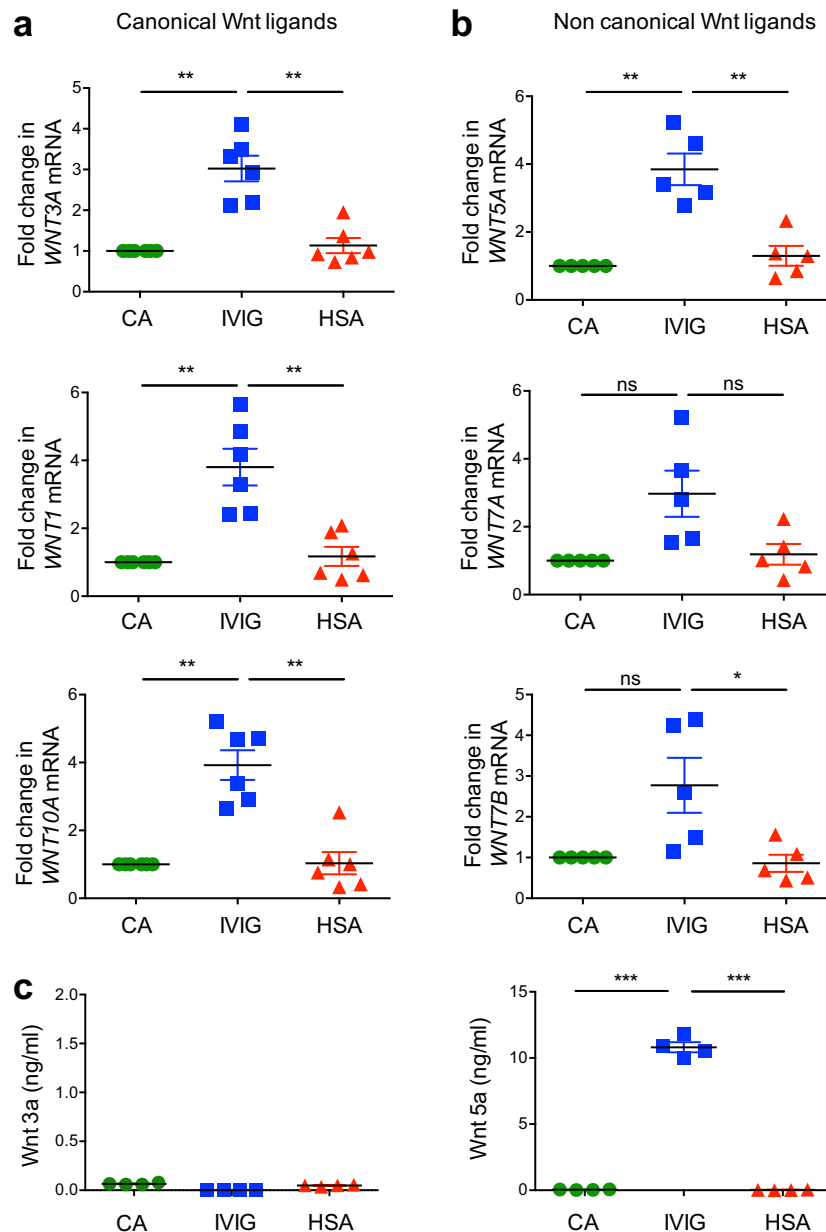 a
Canonical Wnt ligands
Fold change in
WNT3A mRNA
5
4
3
2
1
0
**
**
CA
IVIG
HSA
Fold change in
WNT1 mRNA
6
4
2
0
**
**
CA
IVIG
HSA
Fold change in
WNT10A mRNA
6
4
2
0
**
**
CA
IVIG
HSA
b
Non canonical Wnt ligands
Fold change in
WNT5A mRNA
6
4
2
0
**
**
CA
IVIG
HSA
Fold change in
WNT7A mRNA
6
4
2
0
ns
ns
CA
IVIG
HSA
Fold change in
WNT7B mRNA
5
4
3
2
1
0
ns
*
CA
IVIG
HSA
c
Wnt 3a (ng/ml)
2.0
1.5
1.0
0.5
0.0
CA
IVIG
HSA
Wnt 5a (ng/ml)
15
10
5
0
***
***
CA
IVIG
HSA